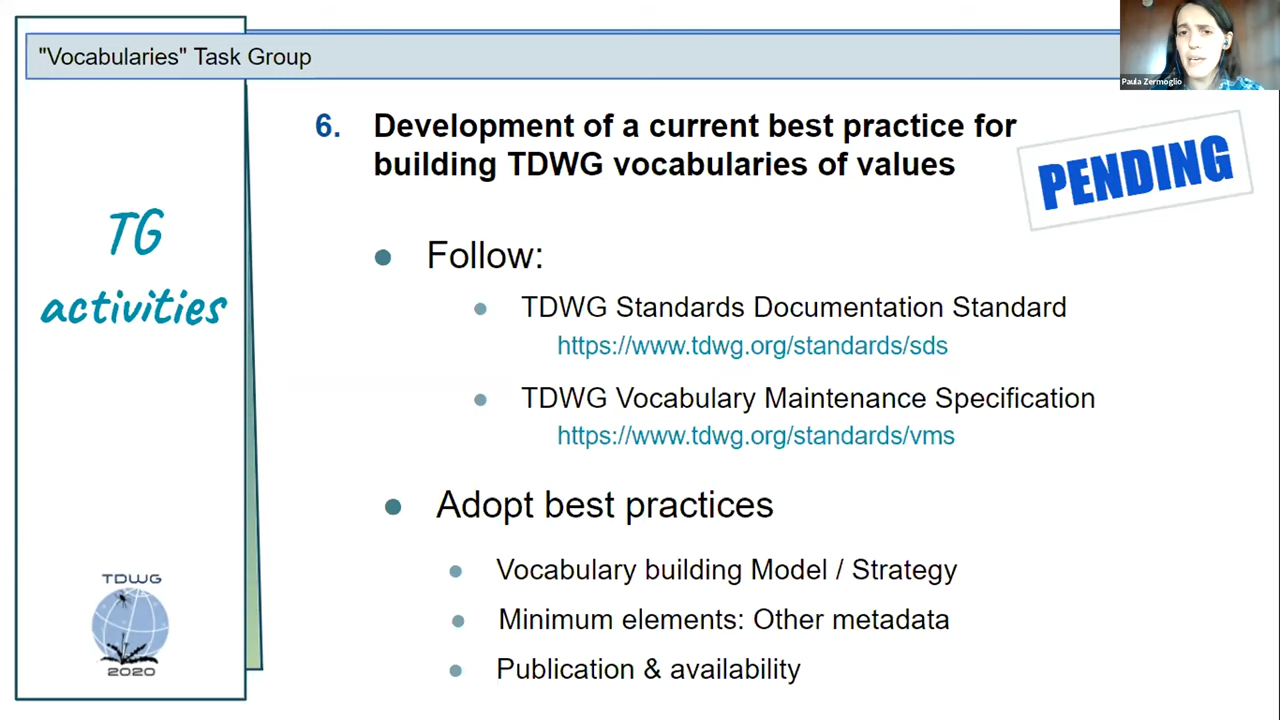 "Vocabularies" Task Group
Paula Zermoglio
6. Development of a current best practice for
building TDWG vocabularies of values
PENDING
TG
activities
Follow:
TDWG Standards Documentation Standard
https://www.tdwg.org/standards/sds
TDWG Vocabulary Maintenance Specification
https://www.tdwg.org/standards/vms
Adopt best practices
Vocabulary building Model / Strategy
Minimum elements: Other metadata
Publication & availability
TDWG
2020